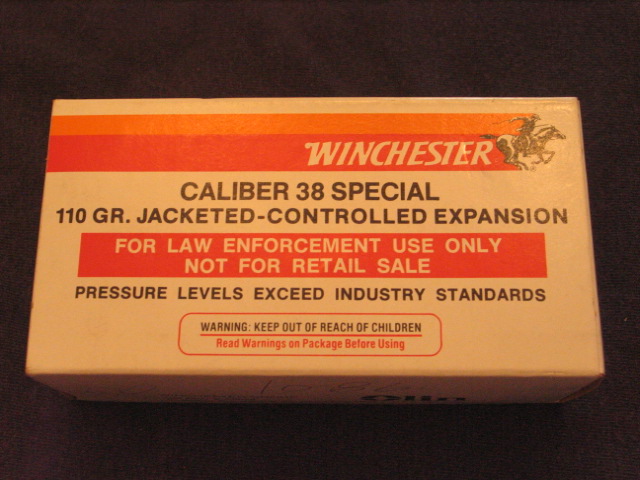 WINCHESTER
CALIBER 38 SPECIAL
110 GR. JACKETED-CONTROLLED EXPANSION
FOR LAW ENFORCEMENT USE ONLY
NOT FOR RETAIL SALE
PRESSURE LEVELS EXCEED INDUSTRY STANDARDS
WARNING: KEEP OUT OF REACH OF CHILDREN
Read Warnings on Package Before Using
Olin